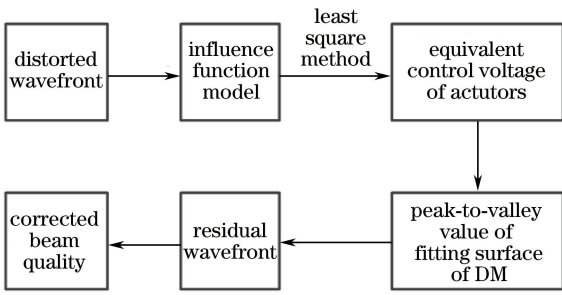 distorted
wavefront
influence
function
model
least
square
method
equivalent
control voltage
of actutors
peak-to-valley
value of
fitting surface
of DM
residual
wavefront
corrected
beam
quality